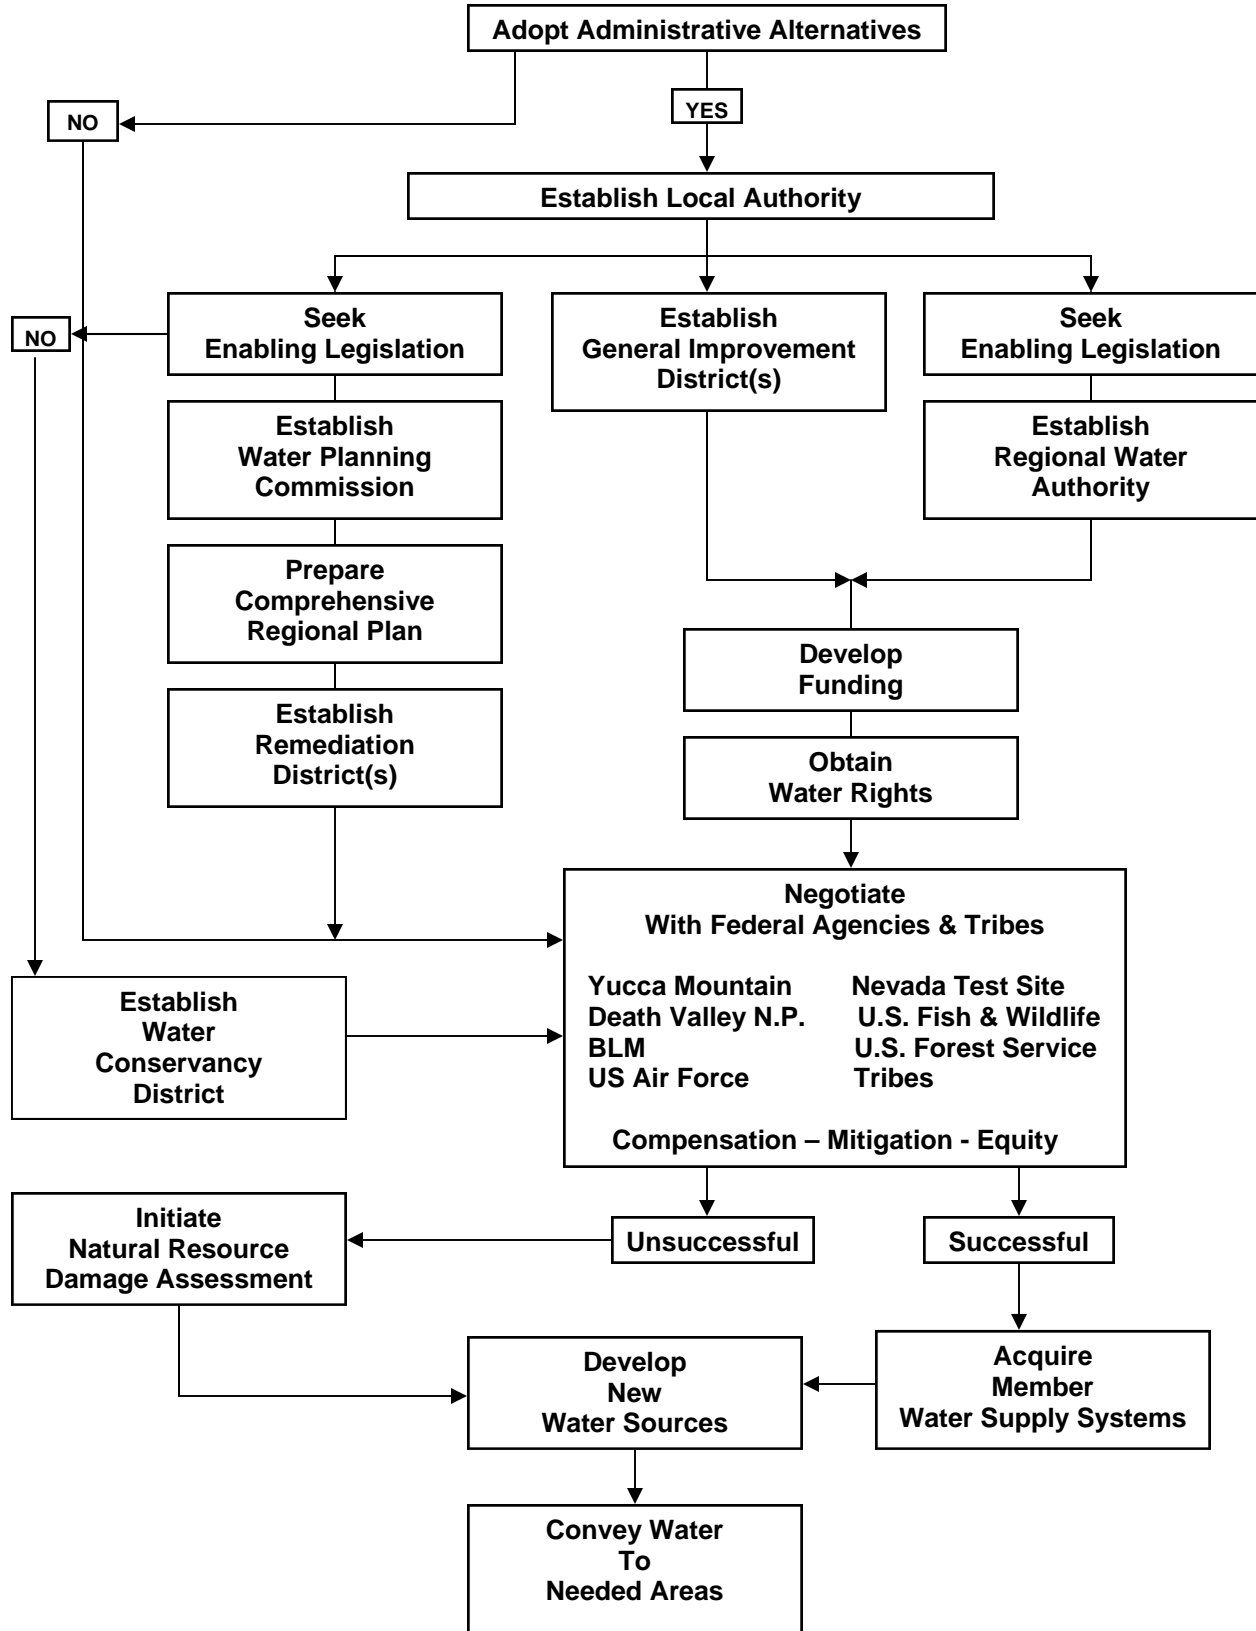 Adopt Administrative Alternatives
NO
YES
Establish Local Authority
NO
Seek
Enabling Legislation
Establish
General Improvement
District(s)
Seek
Enabling Legislation
Establish
Water Planning
Commission
Establish
Regional Water
Authority
Prepare
Comprehensive
Regional Plan
Develop
Funding
Establish
Remediation
District(s)
Obtain
Water Rights
Negotiate
With Federal Agencies & Tribes
Yucca Mountain Nevada Test Site
Death Valley N.P. U.S. Fish & Wildlife
BLM U.S. Forest Service
US Air Force Tribes
Compensation – Mitigation - Equity
Establish
Water
Conservancy
District
Initiate
Natural Resource
Damage Assessment
Unsuccessful
Successful
Develop
New
Water Sources
Acquire
Member
Water Supply Systems
Convey Water
To
Needed Areas